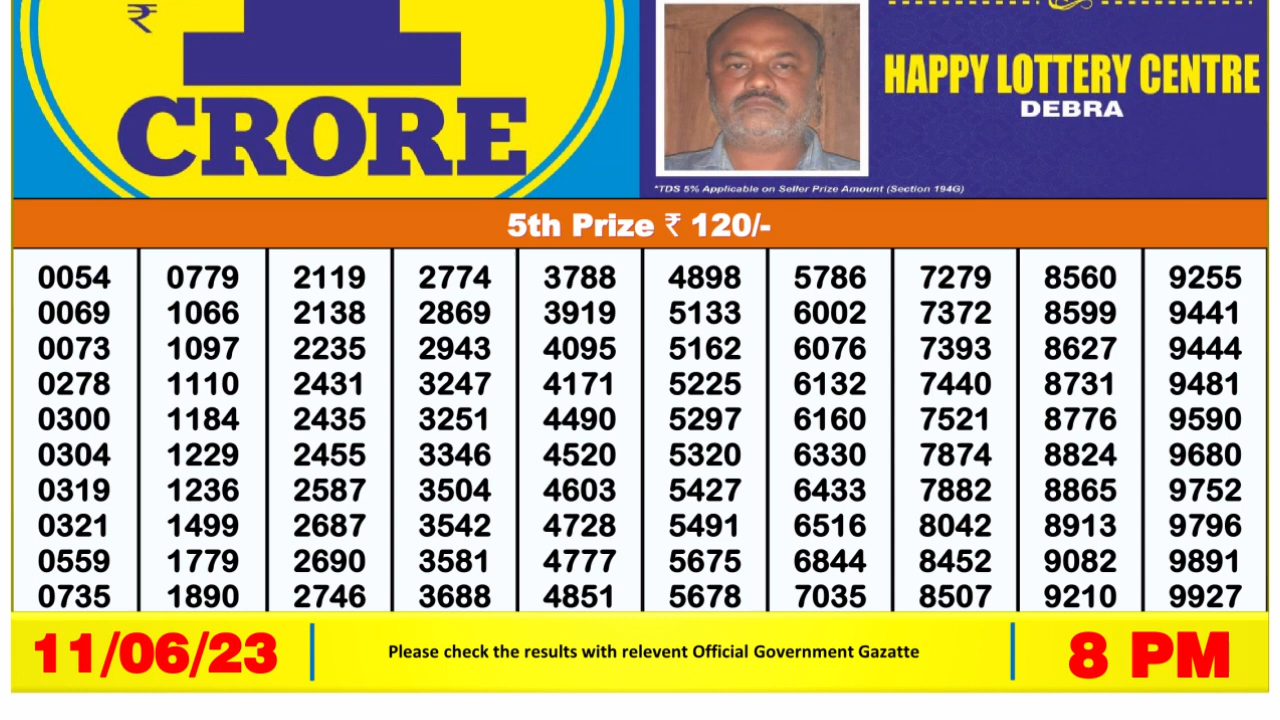 ₹
1
CRORE
HAPPY LOTTERY CENTRE
DEBRA
*TDS 5% Applicable on Seller Prize Amount (Section 194G)
5th Prize ₹ 120/-
0054 0779 2119 2774 3788 4898 5786 7279 8560 9255
0069 1066 2138 2869 3919 5133 6002 7372 8599 9441
0073 1097 2235 2943 4095 5162 6076 7393 8627 9444
0278 1110 2431 3247 4171 5225 6132 7440 8731 9481
0300 1184 2435 3251 4490 5297 6160 7521 8776 9590
0304 1229 2455 3346 4520 5320 6330 7874 8824 9680
0319 1236 2587 3504 4603 5427 6433 7882 8865 9752
0321 1499 2687 3542 4728 5491 6516 8042 8913 9796
0559 1779 2690 3581 4777 5675 6844 8452 9082 9891
0735 1890 2746 3688 4851 5678 7035 8507 9210 9927
11/06/23
Please check the results with relevent Official Government Gazatte
8 PM